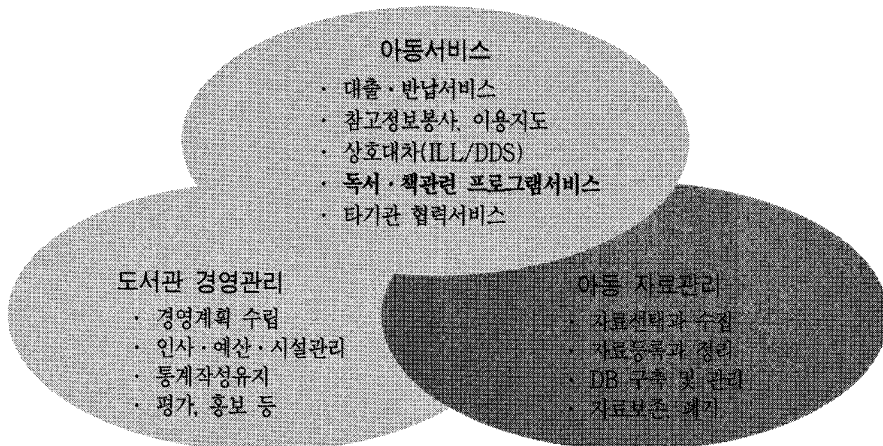 아동서비스
· 대출·반납서비스
· 참고정보봉사, 이용지도
· 상호대차(ILL/DDS)
· 독서·책관련 프로그램서비스
· 타기관 협력서비스
도서관 경영관리
· 경영계획 수립
· 인사·예산·시설관리
· 통계작성유지
· 평가, 홍보 등
아동 자료관리
· 자료선택과 수집
· 자료등록과 정리
· DB 구축 및 관리
· 자료보존 폐기